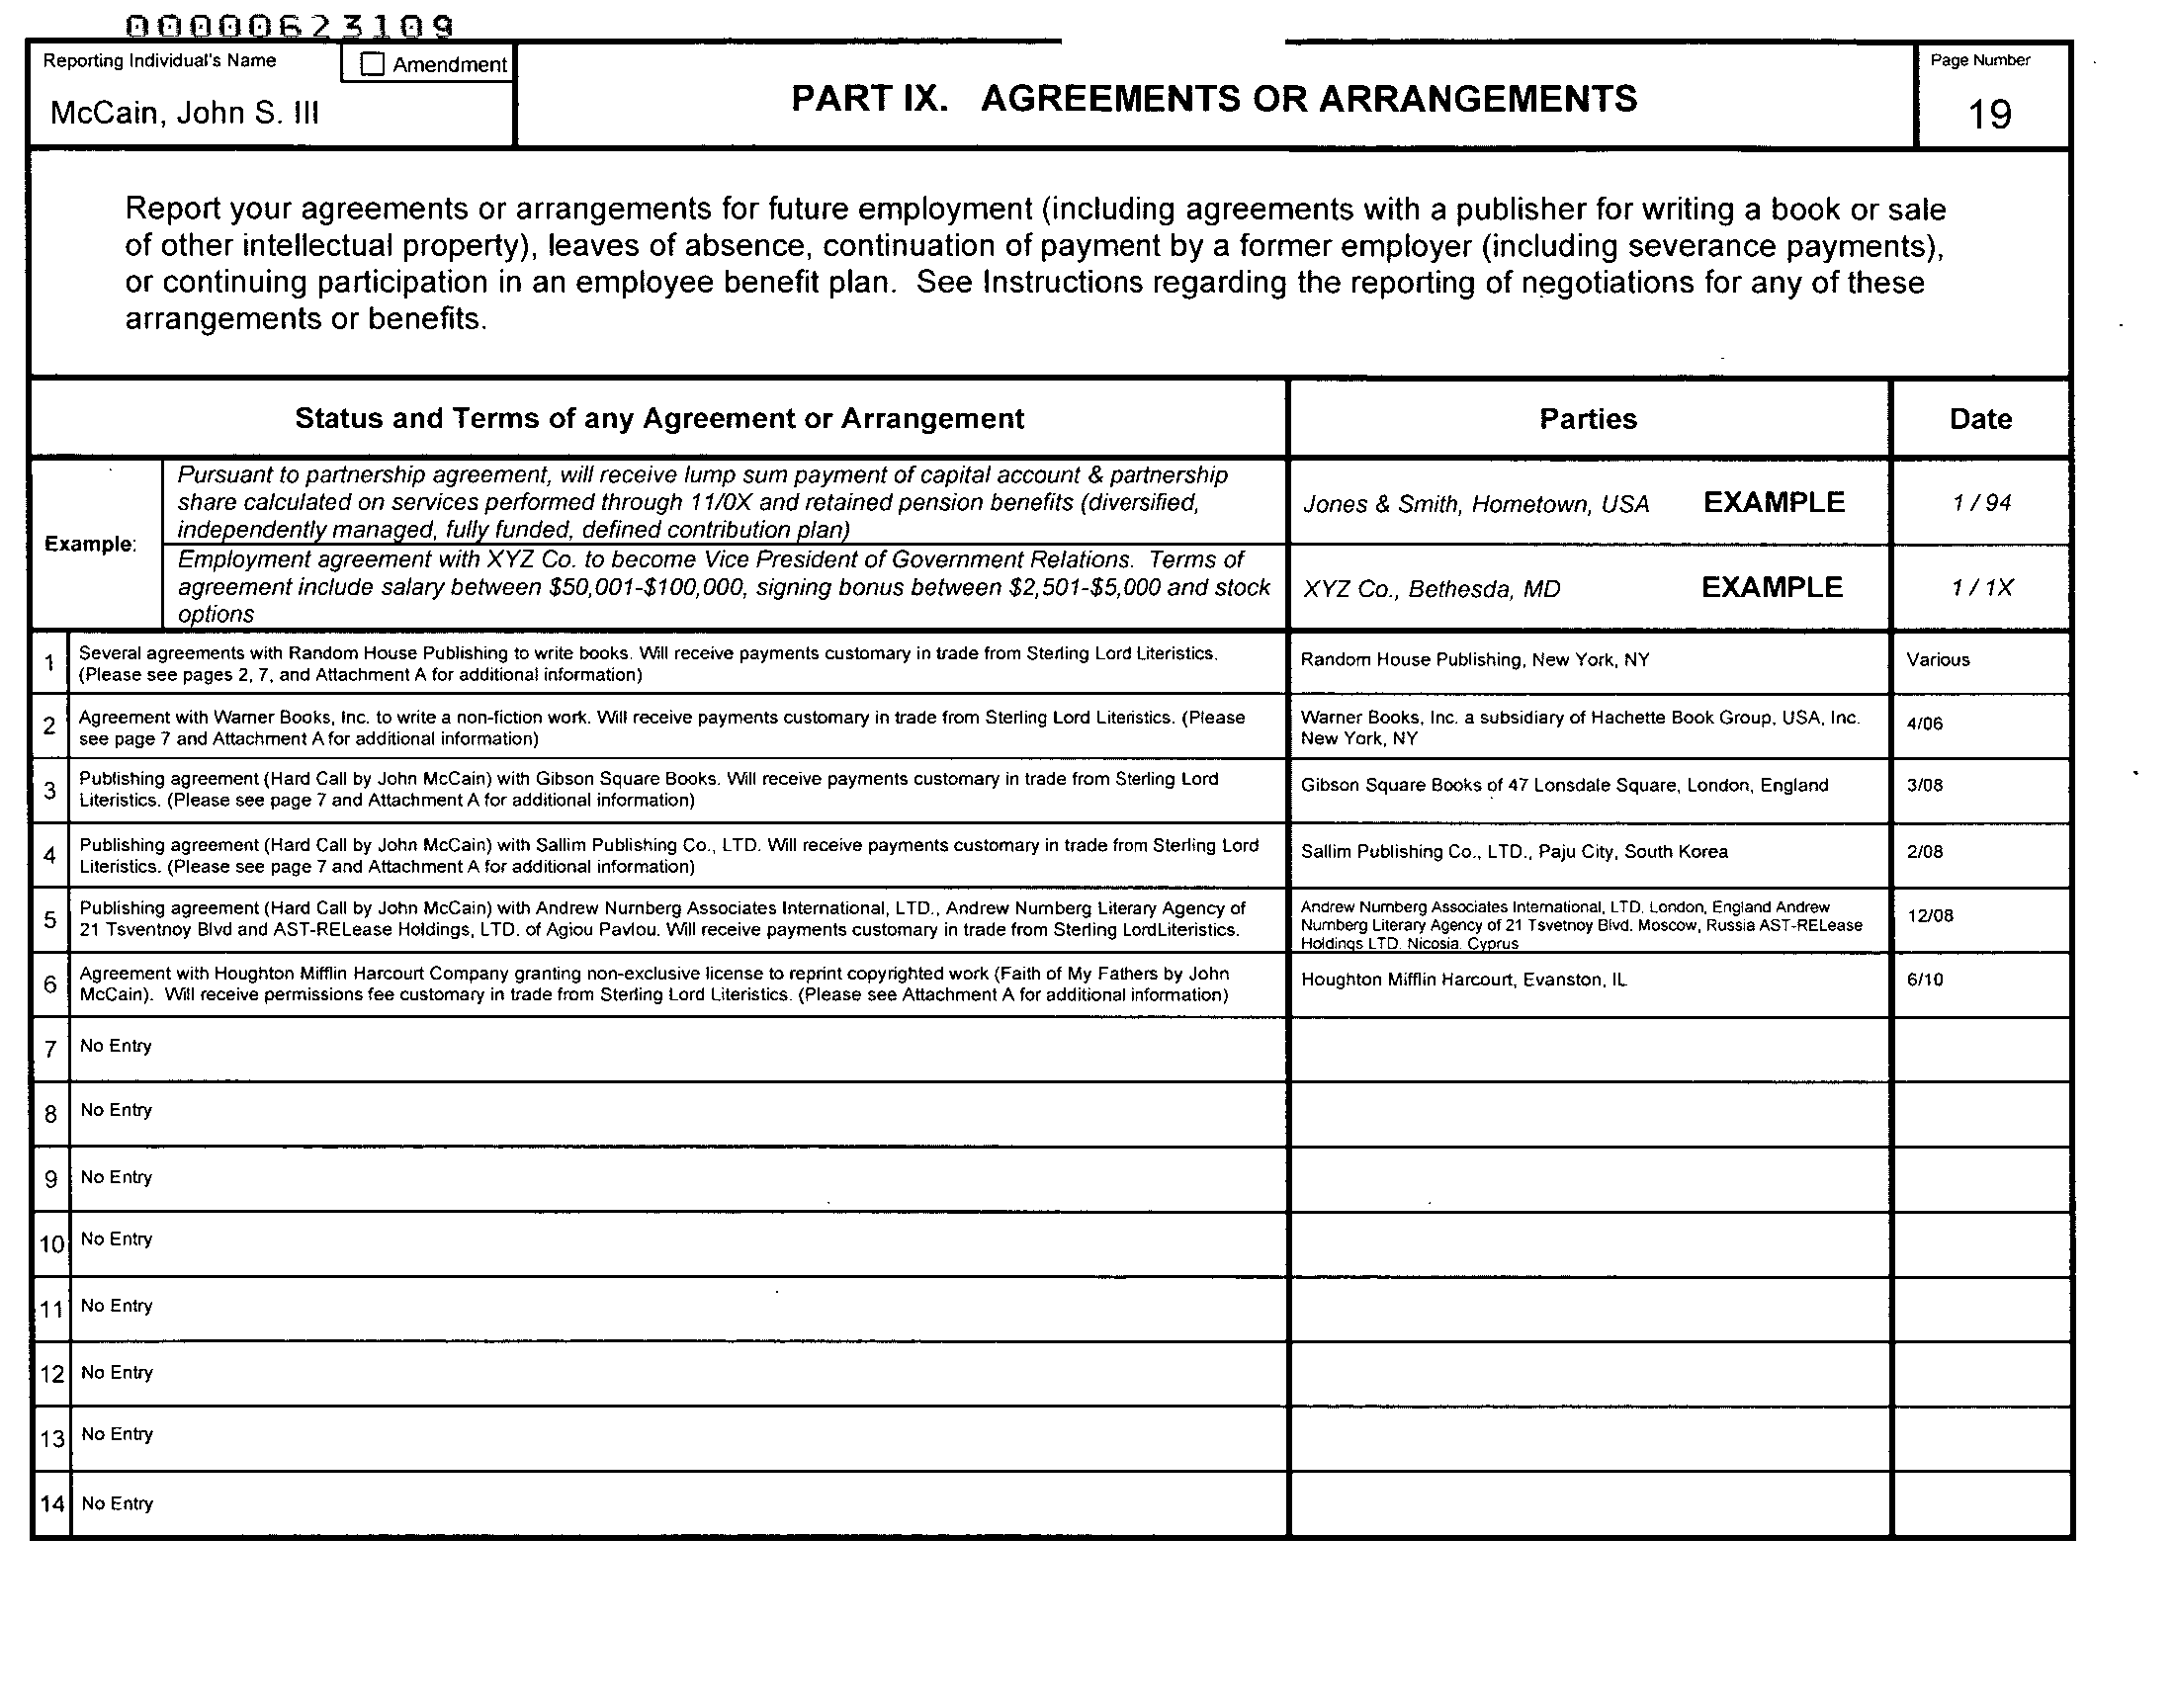 00000623109
Reporting Individual's Name
Amendment
McCain, John S. III
PART IX. AGREEMENTS OR ARRANGEMENTS
Page Number
19
Report your agreements or arrangements for future employment (including agreements with a publisher for writing a book or sale
of other intellectual property), leaves of absence, continuation of payment by a former employer (including severance payments),
or continuing participation in an employee benefit plan. See Instructions regarding the reporting of negotiations for any of these
arrangements or benefits.
Status and Terms of any Agreement or Arrangement
Parties
Date
Example:
Pursuant to partnership agreement, will receive lump sum payment of capital account & partnership
share calculated on services performed through 11/0X and retained pension benefits (diversified,
independently managed, fully funded, defined contribution plan)
Jones & Smith, Hometown, USA EXAMPLE
1 / 94
Employment agreement with XYZ Co. to become Vice President of Government Relations. Terms of
agreement include salary between $50,001-$100,000, signing bonus between $2,501-$5,000 and stock
options
XYZ Co., Bethesda, MD EXAMPLE
1 / 1X
1
Several agreements with Random House Publishing to write books. Will receive payments customary in trade from Sterling Lord Literistics.
(Please see pages 2, 7, and Attachment A for additional information)
Random House Publishing, New York, NY
Various
2
Agreement with Warner Books, Inc. to write a non-fiction work. Will receive payments customary in trade from Sterling Lord Literistics. (Please
see page 7 and Attachment A for additional information)
Warner Books, Inc. a subsidiary of Hachette Book Group, USA, Inc.
New York, NY
4/06
3
Publishing agreement (Hard Call by John McCain) with Gibson Square Books. Will receive payments customary in trade from Sterling Lord
Literistics. (Please see page 7 and Attachment A for additional information)
Gibson Square Books of 47 Lonsdale Square, London, England
3/08
4
Publishing agreement (Hard Call by John McCain) with Sallim Publishing Co., LTD. Will receive payments customary in trade from Sterling Lord
Literistics. (Please see page 7 and Attachment A for additional information)
Sallim Publishing Co., LTD., Paju City, South Korea
2/08
5
Publishing agreement (Hard Call by John McCain) with Andrew Nurnberg Associates International, LTD., Andrew Nurnberg Literary Agency of
21 Tsventnoy Blvd and AST-RELease Holdings, LTD. of Agiou Pavlou. Will receive payments customary in trade from Sterling LordLiteristics.
Andrew Nurnberg Associates International, LTD. London, England Andrew
Nurnberg Literary Agency of 21 Tsvetnoy Blvd. Moscow, Russia AST-RELease
Holdings LTD. Nicosia. Cyprus
12/08
6
Agreement with Houghton Mifflin Harcourt Company granting non-exclusive license to reprint copyrighted work (Faith of My Fathers by John
McCain). Will receive permissions fee customary in trade from Sterling Lord Literistics. (Please see Attachment A for additional information)
Houghton Mifflin Harcourt, Evanston, IL
6/10
7 No Entry
8 No Entry
9 No Entry
10 No Entry
11 No Entry
12 No Entry
13 No Entry
14 No Entry